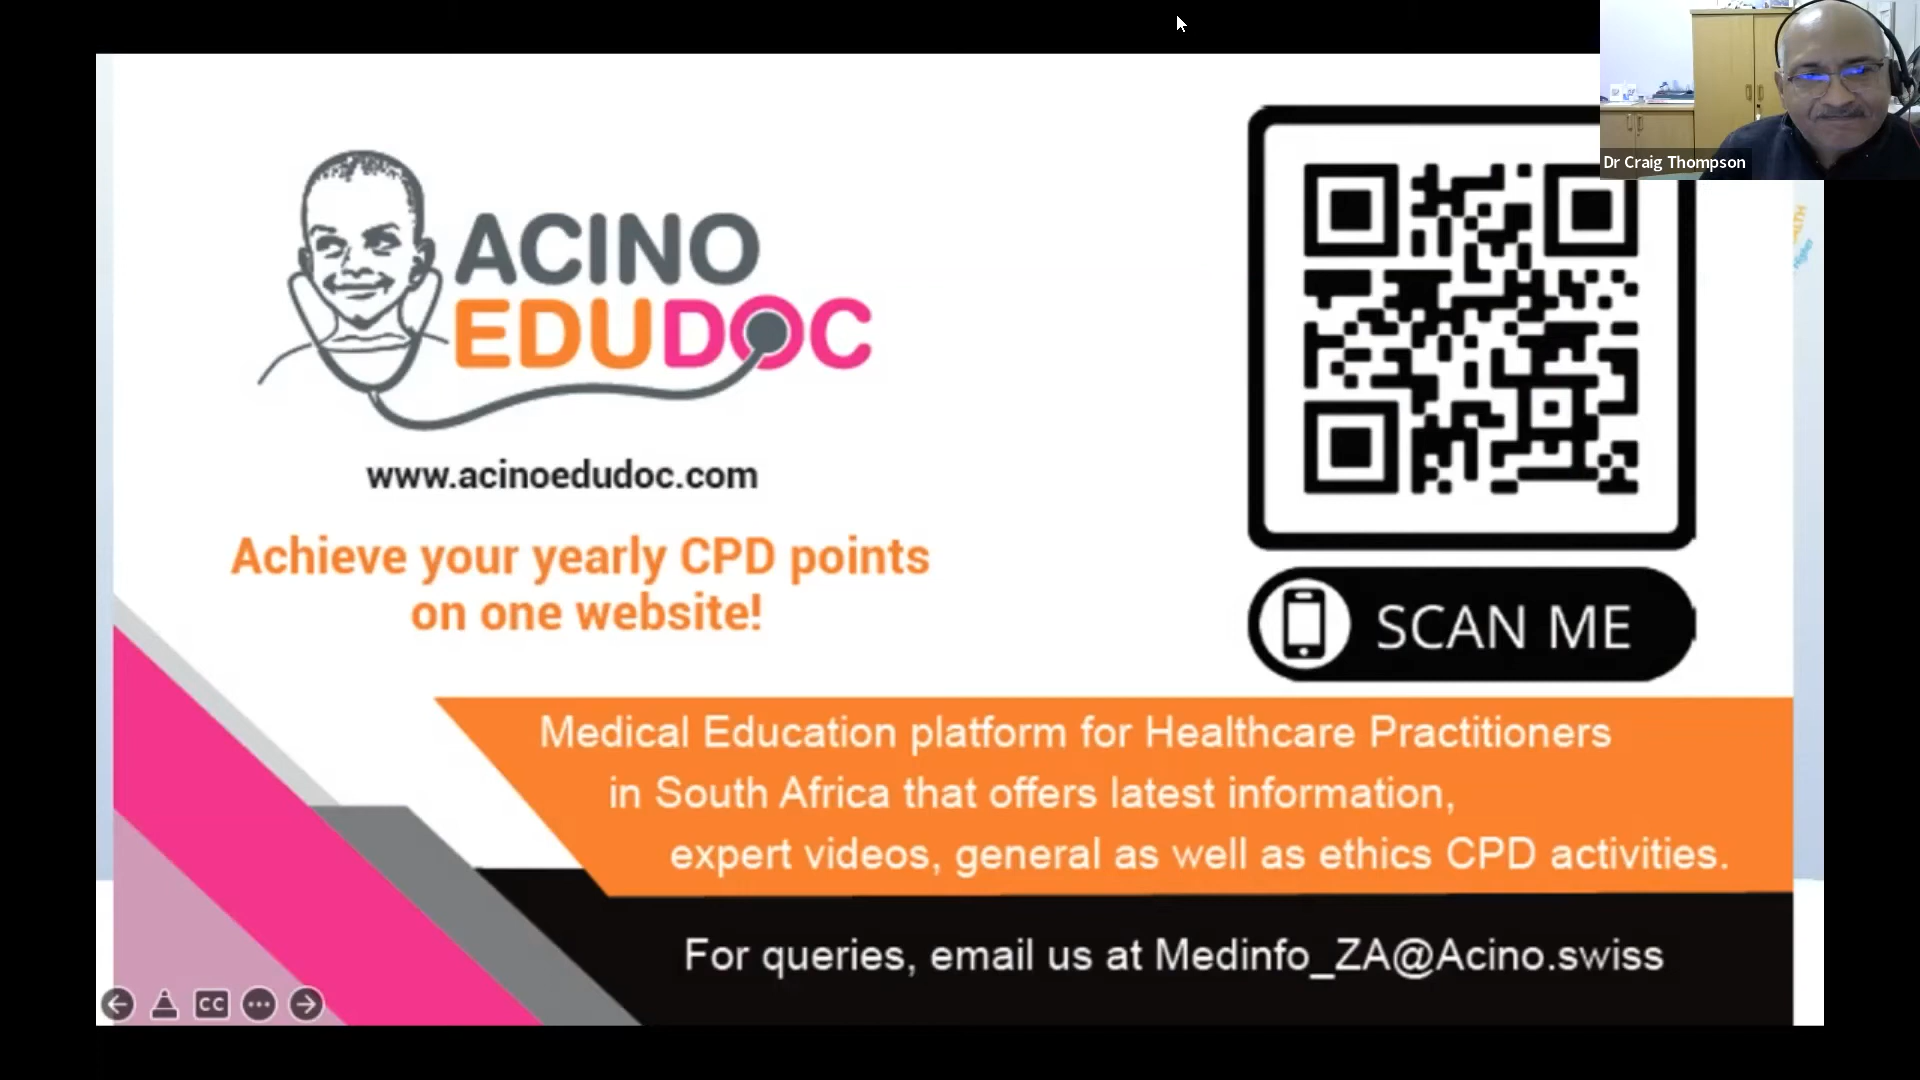 Dr Craig Thompson
ACINO
EDUDOC
www.acinoedudoc.com
Achieve your yearly CPD points
on one website!
SCAN ME
Medical Education platform for Healthcare Practitioners
in South Africa that offers latest information,
expert videos, general as well as ethics CPD activities.
For queries, email us at Medinfo_ZA@Acino.swiss
CC